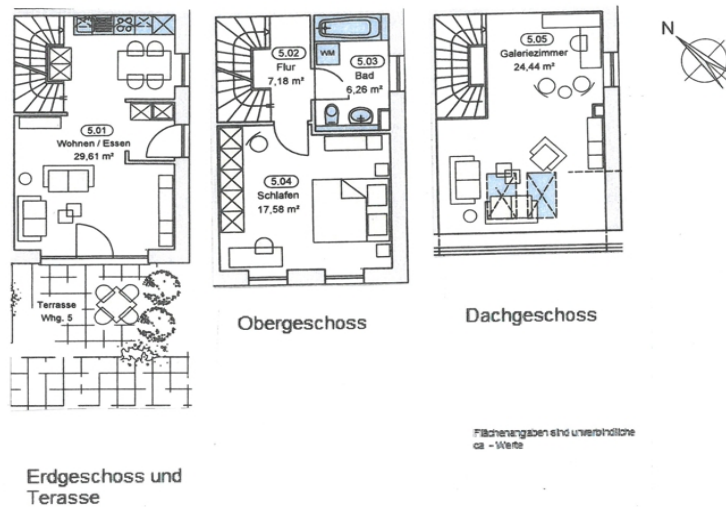 5.01
Wohnen / Essen
29,61 m²
Terrasse
Whg. 5
Erdgeschoss und
Terasse
5.02
Flur
7,18 m²
WM
5.03
Bad
6,26 m²
5.04
Schlafen
17,58 m²
Obergeschoss
5.05
Galeriezimmer
24,44 m²
Dachgeschoss
N
Flächenangaben sind unverbindliche
ca - Werte